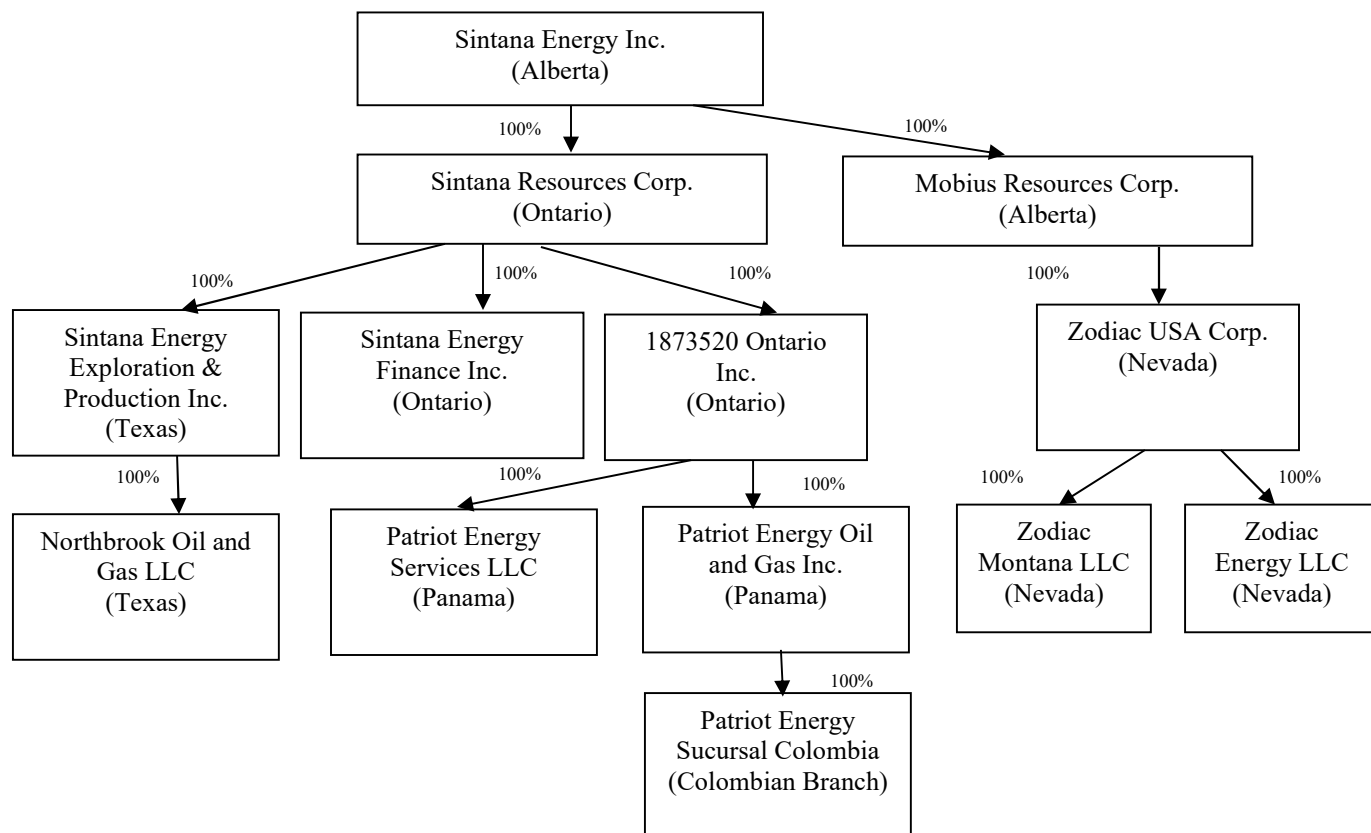 Sintana Energy Inc.
(Alberta)
100%
100%
Sintana Resources Corp.
(Ontario)
Mobius Resources Corp.
(Alberta)
100%
100%
100%
100%
Sintana Energy
Exploration &
Production Inc.
(Texas)
Sintana Energy
Finance Inc.
(Ontario)
1873520 Ontario
Inc.
(Ontario)
Zodiac USA Corp.
(Nevada)
100%
100%
100%
100%
100%
Northbrook Oil and
Gas LLC
(Texas)
Patriot Energy
Services LLC
(Panama)
Patriot Energy Oil
and Gas Inc.
(Panama)
Zodiac
Montana LLC
(Nevada)
Zodiac
Energy LLC
(Nevada)
100%
Patriot Energy
Sucursal Colombia
(Colombian Branch)